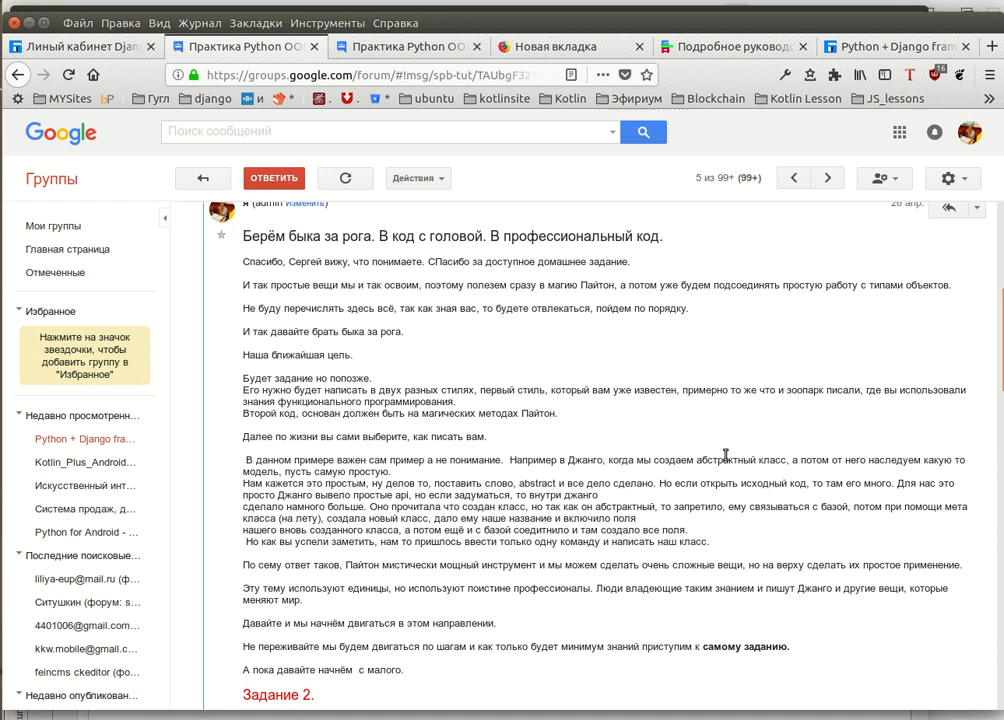 Файл Правка Вид Журнал Закладки Инструменты Справка
Линый кабинет Djan
Практика Python ОО
Практика Python ОО
Новая вкладка
Подробное руковод
Python + Django fram
https://groups.google.com/forum/#!msg/spb-tut/TAUbgF32
16
MYSites
bP
Гугл
django
и
*
*
ubuntu
kotlinsite
Kotlin
Эфириум
Blockchain
Kotlin Lesson
JS_lessons
Google
Поиск сообщений
Группы
ОТВЕТИТЬ
Действия
5 из 99+ (99+)
Мои группы
Главная страница
Отмеченные
Избранное
Нажмите на значок
звездочки, чтобы
добавить группу в
"Избранное"
Недавно просмотренн...
Python + Django fra...
Kotlin_Plus_Android...
Искусственный инт...
Система продаж, д...
Python for Android - ...
Последние поисковые...
liliya-eup@mail.ru (ф...
Ситушкин (форум: s...
4401006@gmail.com...
kkw.mobile@gmail.c...
feincms ckeditor (фо...
Недавно опубликован...
я (admin Изменить)
26 апр.
Берём быка за рога. В код с головой. В профессиональный код.
Спасибо, Сергей вижу, что понимаете. СПасибо за доступное домашнее задание.
И так простые вещи мы и так освоим, поэтому полезем сразу в магию Пайтон, а потом уже будем подсоединять простую работу с типами объектов.
Не буду перечислять здесь всё, так как зная вас, то будете отвлекаться, пойдем по порядку.
И так давайте брать быка за рога.
Наша ближайшая цель.
Будет задание но попозже.
Его нужно будет написать в двух разных стилях, первый стиль, который вам уже известен, примерно то же что и зоопарк писали, где вы использовали
знания функционального программирования.
Второй код, основан должен быть на магических методах Пайтон.
Далее по жизни вы сами выберите, как писать вам.
В данном примере важен сам пример а не понимание. Например в Джанго, когда мы создаем абстрактный класс, а потом от него наследуем какую то
модель, пусть самую простую.
Нам кажется это простым, ну делов то, поставить слово, abstract и все дело сделано. Но если открыть исходный код, то там его много. Для нас это
просто Джанго вывело простые api, но если задуматься, то внутри джанго
сделало намного больше. Оно прочитала что создан класс, но так как он абстрактный, то запретило, ему связываться с базой, потом при помощи мета
класса (на лету), создала новый класс, дало ему наше название и включило поля
нашего вновь созданного класса, а потом ещё и с базой соедитнило и там создало все поля.
Но как вы успели заметить, нам то пришлось ввести только одну команду и написать наш класс.
По сему ответ таков, Пайтон мистически мощный инструмент и мы можем сделать очень сложные вещи, но на верху сделать их простое применение.
Эту тему используют единицы, но используют поистине профессионалы. Люди владеющие таким знанием и пишут Джанго и другие вещи, которые
меняют мир.
Давайте и мы начнём двигаться в этом направлении.
Не переживайте мы будем двигаться по шагам и как только будет минимум знаний приступим к самому заданию.
А пока давайте начнём с малого.
Задание 2.